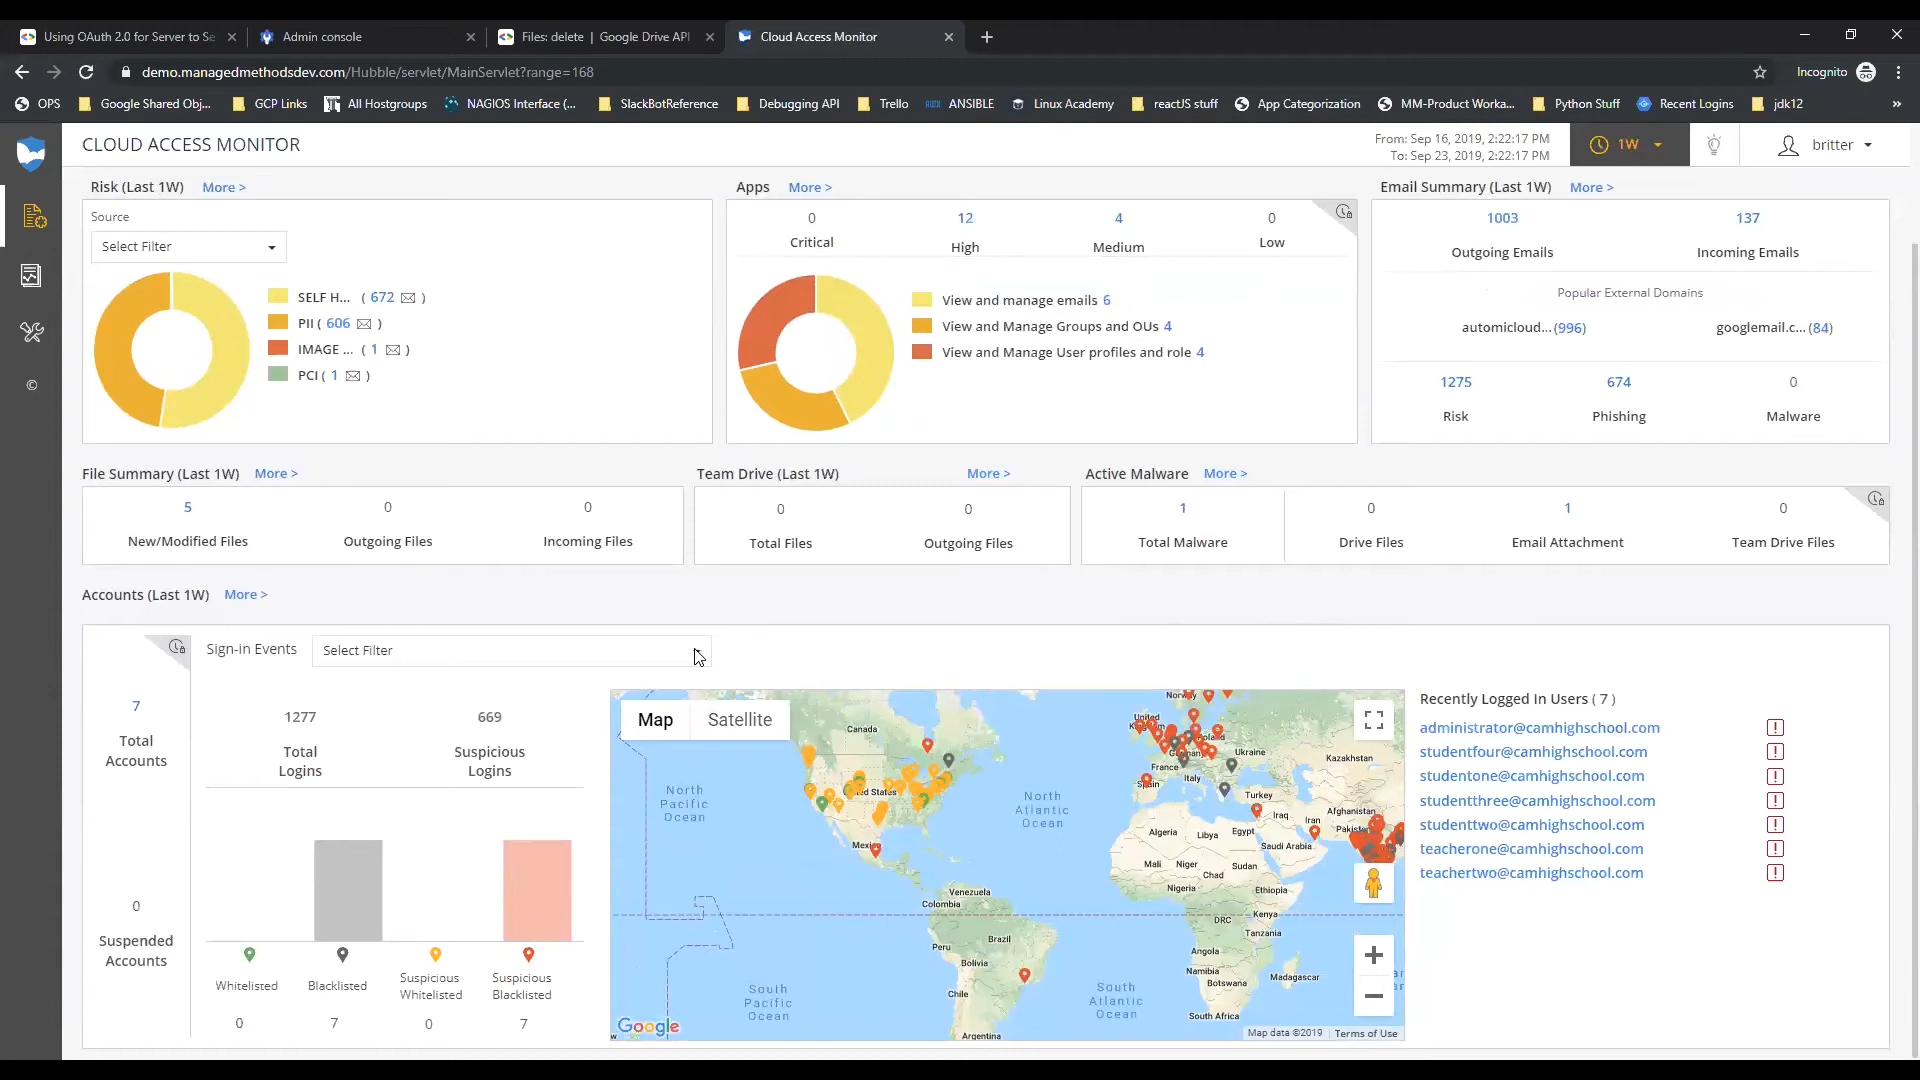 Using OAuth 2.0 for Server to Se
Admin console
Files: delete | Google Drive API
Cloud Access Monitor
demo.managedmethodsdev.com/Hubble/servlet/MainServlet?range=168
Incognito
OPS
Google Shared Obj...
GCP Links
All Hostgroups
NAGIOS Interface (...
SlackBotReference
Debugging API
Trello
ANSIBLE
Linux Academy
reactJS stuff
App Categorization
MM-Product Worka...
Python Stuff
Recent Logins
jdk12
»
CLOUD ACCESS MONITOR
From: Sep 16, 2019, 2:22:17 PM
To: Sep 23, 2019, 2:22:17 PM
1W
britter
Risk (Last 1W) More >
Source
Select Filter
SELF H... ( 672 )
PII ( 606 )
IMAGE ... ( 1 )
PCI ( 1 )
Apps More >
0 12 4 0
Critical High Medium Low
View and manage emails 6
View and Manage Groups and OUs 4
View and Manage User profiles and role 4
Email Summary (Last 1W) More >
1003 137
Outgoing Emails Incoming Emails
Popular External Domains
automicloud... (996) googlemail.c... (84)
1275 674 0
Risk Phishing Malware
File Summary (Last 1W) More >
5 0 0
New/Modified Files Outgoing Files Incoming Files
Team Drive (Last 1W) More >
0 0
Total Files Outgoing Files
Active Malware More >
1 0 1 0
Total Malware Drive Files Email Attachment Team Drive Files
Accounts (Last 1W) More >
7
Total
Accounts
0
Suspended
Accounts
Sign-in Events Select Filter
1277 669
Total Suspicious
Logins Logins
Whitelisted
Blacklisted
Suspicious
Whitelisted
Suspicious
Blacklisted
0 7 0 7
Map Satellite
Canada
North
Pacific
Ocean
Mexico
North
Atlantic
Ocean
Venezuela
Colombia
Peru
Brazil
Bolivia
Chile
Argentina
South
Pacific
Ocean
South
Atlantic
Ocean
Norway
United
Poland
Ukraine
France
Spain
Italy
Turkey
Kazakhstan
Afghanistan
Iraq
Iran
Algeria
Libya
Egypt
Saudi Arabia
Mali
Niger
Sudan
Chad
Nigeria
Ethiopia
DRC
Kenya
Tanzania
Angola
Namibia
Botswana
Madagascar
South Africa
Google
Map data ©2019 Terms of Use
Recently Logged In Users ( 7 )
administrator@camhighschool.com
studentfour@camhighschool.com
studentone@camhighschool.com
studentthree@camhighschool.com
studenttwo@camhighschool.com
teacherone@camhighschool.com
teachertwo@camhighschool.com